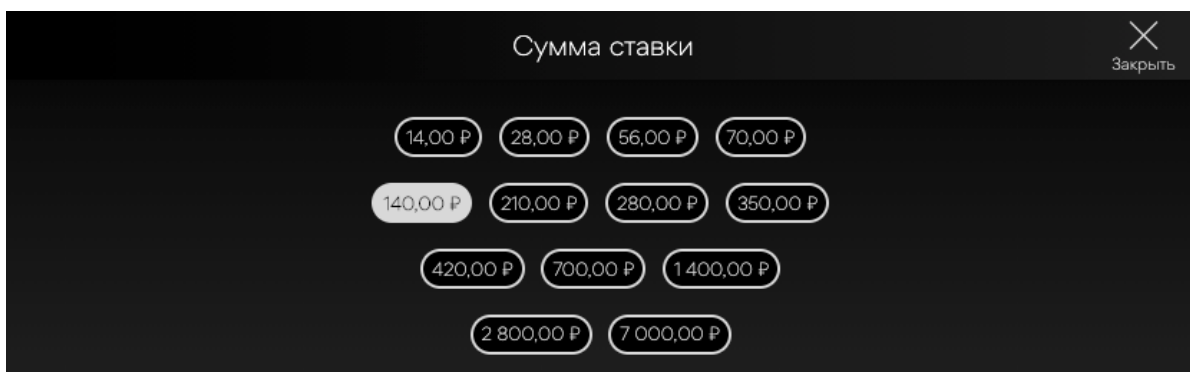 Сумма ставки
Закрыть
14,00 ₽ 28,00 ₽ 56,00 ₽ 70,00 ₽
140,00 ₽ 210,00 ₽ 280,00 ₽ 350,00 ₽
420,00 ₽ 700,00 ₽ 1 400,00 ₽
2 800,00 ₽ 7 000,00 ₽